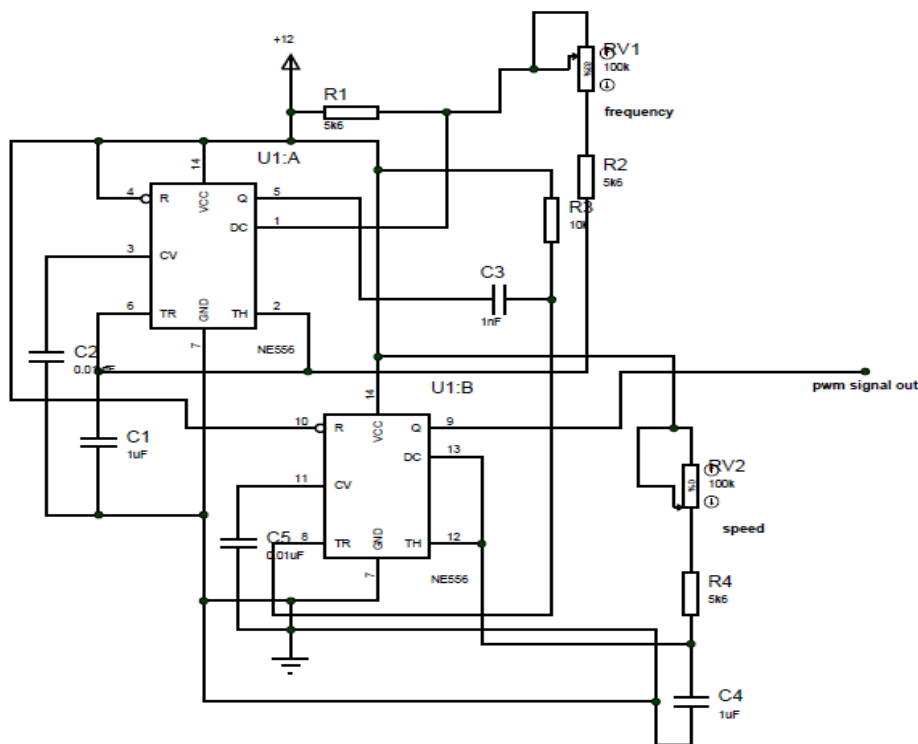 +12
RV1
100k
frequency
R1
5k6
R2
5k6
U1:A
14
4
R
VCC
Q
5
DC
1
3
CV
6
TR
GND
TH
2
7
NE556
R3
10k
C3
1nF
C2
C1
1uF
U1:B
14
pwm signal out
10
R
VCC
Q
9
DC
13
11
CV
8
TR
GND
TH
12
7
NE556
C5
0.01uF
RV2
100k
0%
speed
R4
5k6
C4
1uF